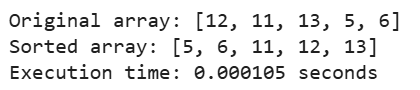 Original array: [12, 11, 13, 5, 6]
Sorted array: [5, 6, 11, 12, 13]
Execution time: 0.000105 seconds